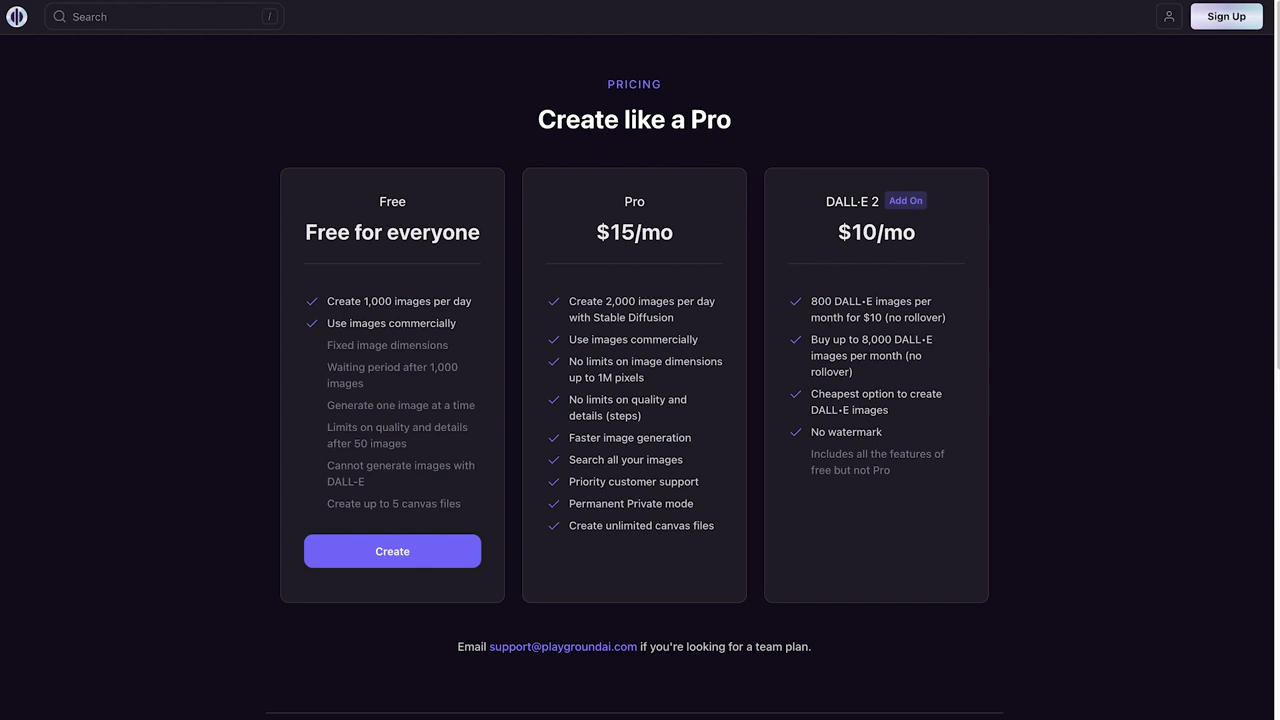 Search
/
Sign Up
PRICING
Create like a Pro
Free
Free for everyone
Create 1,000 images per day
Use images commercially
Fixed image dimensions
Waiting period after 1,000
images
Generate one image at a time
Limits on quality and details
after 50 images
Cannot generate images with
DALL-E
Create up to 5 canvas files
Create
Pro
$15/mo
Create 2,000 images per day
with Stable Diffusion
Use images commercially
No limits on image dimensions
up to 1M pixels
No limits on quality and
details (steps)
Faster image generation
Search all your images
Priority customer support
Permanent Private mode
Create unlimited canvas files
DALL·E 2 Add On
$10/mo
800 DALL•E images per
month for $10 (no rollover)
Buy up to 8,000 DALL•E
images per month (no
rollover)
Cheapest option to create
DALL•E images
No watermark
Includes all the features of
free but not Pro
Email support@playgroundai.com if you're looking for a team plan.